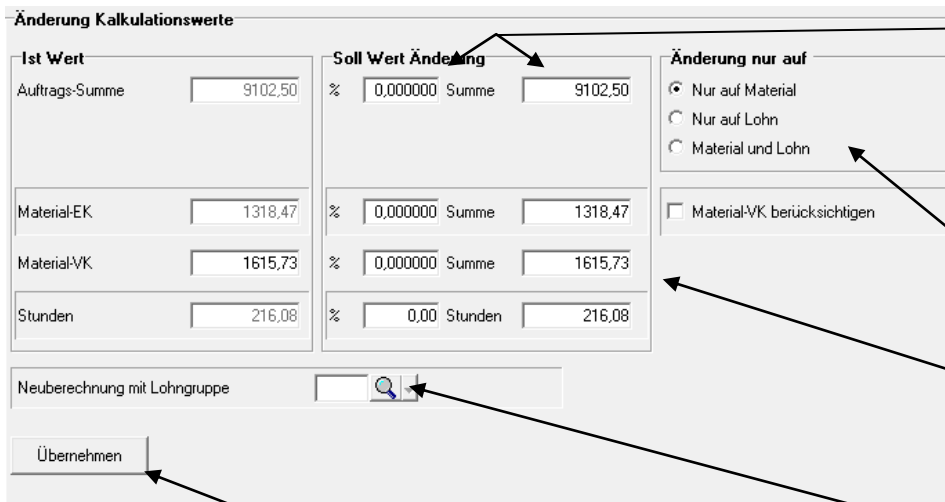 Änderung Kalkulationswerte
Ist Wert
Auftrags-Summe 9102,50
Material-EK 1318,47
Material-VK 1615,73
Stunden 216,08
Soll Wert Änderung
% 0,000000 Summe 9102,50
% 0,000000 Summe 1318,47
% 0,000000 Summe 1615,73
% 0,00 Stunden 216,08
Änderung nur auf
Nur auf Material
Nur auf Lohn
Material und Lohn
Material-VK berücksichtigen
Neuberechnung mit Lohngruppe
Übernehmen